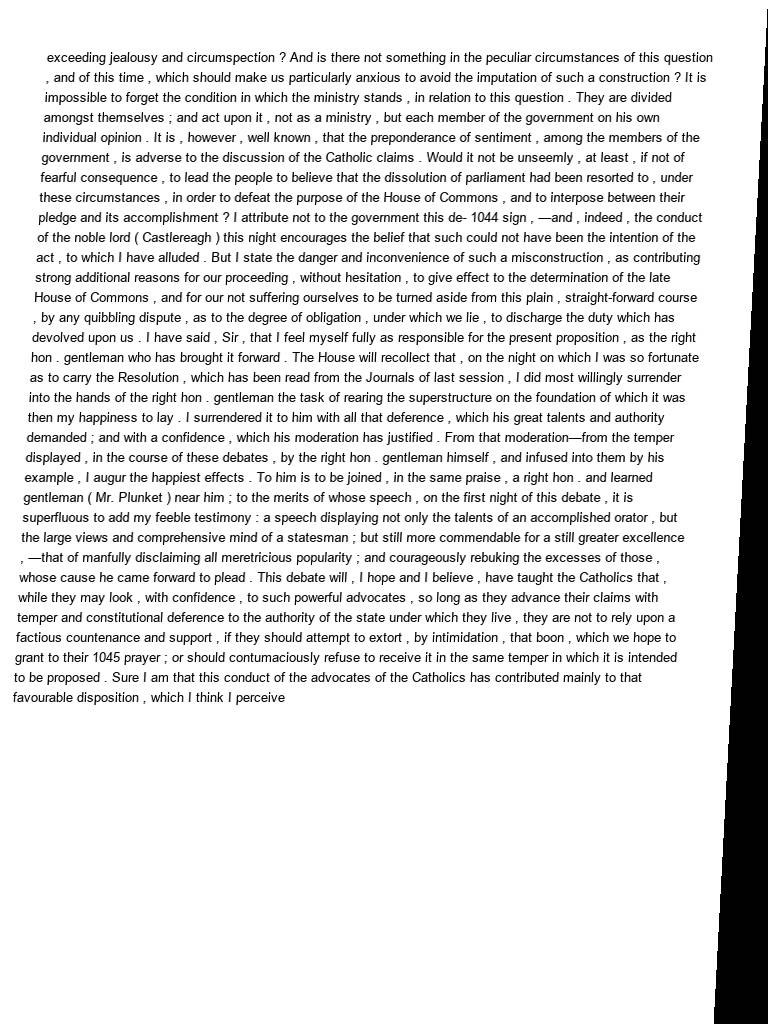 exceeding jealousy and circumspection ? And is there not something in the peculiar circumstances of this question
, and of this time , which should make us particularly anxious to avoid the imputation of such a construction ? It is
impossible to forget the condition in which the ministry stands , in relation to this question . They are divided
amongst themselves ; and act upon it , not as a ministry , but each member of the government on his own
individual opinion . It is , however , well known , that the preponderance of sentiment , among the members of the
government , is adverse to the discussion of the Catholic claims . Would it not be unseemly , at least , if not of
fearful consequence , to lead the people to believe that the dissolution of parliament had been resorted to , under
these circumstances , in order to defeat the purpose of the House of Commons , and to interpose between their
pledge and its accomplishment ? I attribute not to the government this de- 1044 sign , —and , indeed , the conduct
of the noble lord ( Castlereagh ) this night encourages the belief that such could not have been the intention of the
act , to which I have alluded . But I state the danger and inconvenience of such a misconstruction , as contributing
strong additional reasons for our proceeding , without hesitation , to give effect to the determination of the late
House of Commons , and for our not suffering ourselves to be turned aside from this plain , straight-forward course
, by any quibbling dispute , as to the degree of obligation , under which we lie , to discharge the duty which has
devolved upon us . I have said , Sir , that I feel myself fully as responsible for the present proposition , as the right
hon . gentleman who has brought it forward . The House will recollect that , on the night on which I was so fortunate
as to carry the Resolution , which has been read from the Journals of last session , I did most willingly surrender
into the hands of the right hon . gentleman the task of rearing the superstructure on the foundation of which it was
then my happiness to lay . I surrendered it to him with all that deference , which his great talents and authority
demanded ; and with a confidence , which his moderation has justified . From that moderation—from the temper
displayed , in the course of these debates , by the right hon . gentleman himself , and infused into them by his
example , I augur the happiest effects . To him is to be joined , in the same praise , a right hon . and learned
gentleman ( Mr. Plunket ) near him ; to the merits of whose speech , on the first night of this debate , it is
superfluous to add my feeble testimony : a speech displaying not only the talents of an accomplished orator , but
the large views and comprehensive mind of a statesman ; but still more commendable for a still greater excellence
, —that of manfully disclaiming all meretricious popularity ; and courageously rebuking the excesses of those ,
whose cause he came forward to plead . This debate will , I hope and I believe , have taught the Catholics that ,
while they may look , with confidence , to such powerful advocates , so long as they advance their claims with
temper and constitutional deference to the authority of the state under which they live , they are not to rely upon a
factious countenance and support , if they should attempt to extort , by intimidation , that boon , which we hope to
grant to their 1045 prayer ; or should contumaciously refuse to receive it in the same temper in which it is intended
to be proposed . Sure I am that this conduct of the advocates of the Catholics has contributed mainly to that
favourable disposition , which I think I perceive